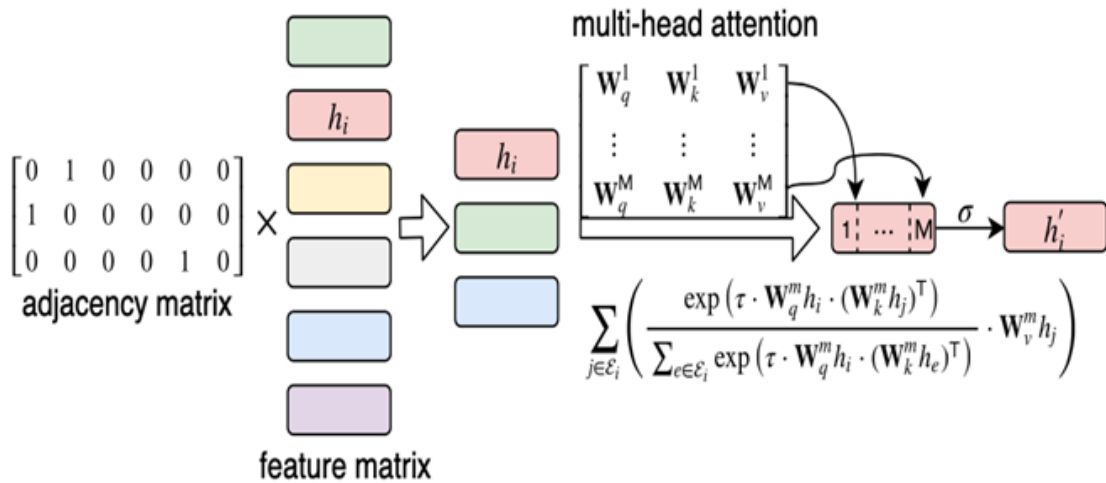 multi-head attention
W_q^1 W_k^1 W_v^1
⋮ ⋮ ⋮
W_q^M W_k^M W_v^M
h_i
h_i
0 1 0 0 0 0
1 0 0 0 0 0
0 0 0 0 1 0
×
adjacency matrix
1 ... M
σ
h_i'
∑_{j∈ℰ_i} ( exp (τ · W_q^m h_i · (W_k^m h_j)^T) / ∑_{e∈ℰ_i} exp (τ · W_q^m h_i · (W_k^m h_e)^T) · W_v^m h_j )
feature matrix